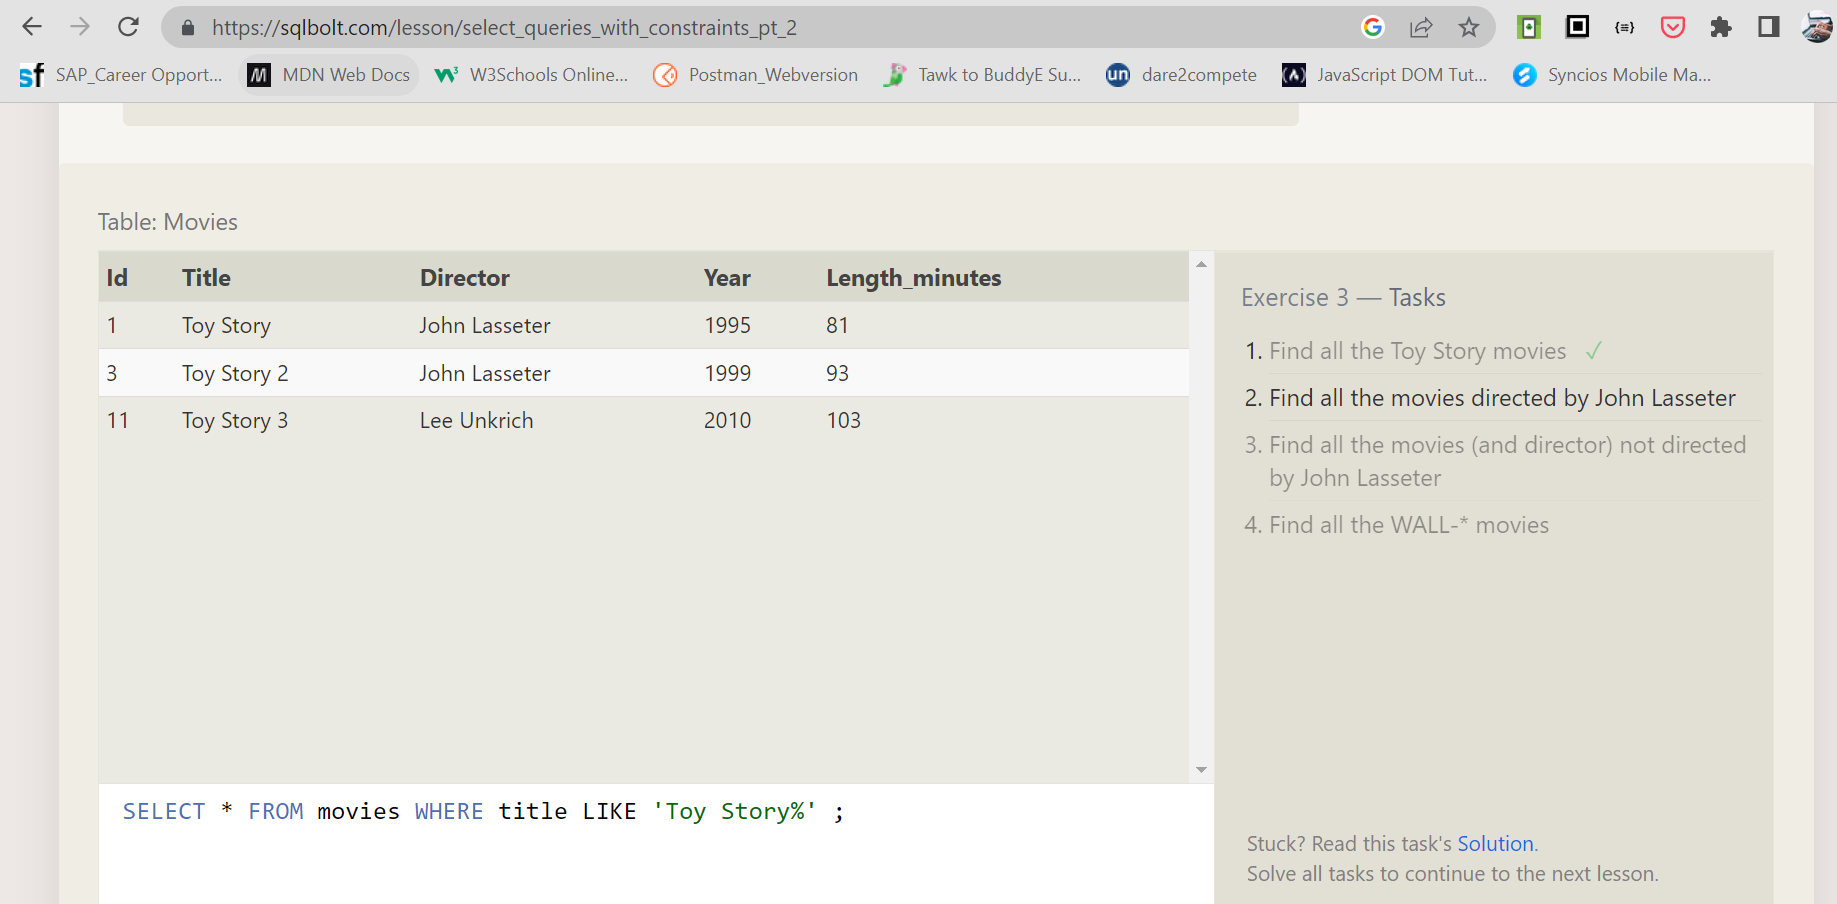 https://sqlbolt.com/lesson/select_queries_with_constraints_pt_2
SAP_Career Opport... MDN Web Docs W3Schools Online... Postman_Webversion Tawk to BuddyE Su... dare2compete JavaScript DOM Tut... Syncios Mobile Ma...
Table: Movies
Id Title Director Year Length_minutes
1 Toy Story John Lasseter 1995 81
3 Toy Story 2 John Lasseter 1999 93
11 Toy Story 3 Lee Unkrich 2010 103
SELECT * FROM movies WHERE title LIKE 'Toy Story%' ;
Exercise 3 — Tasks
1. Find all the Toy Story movies ✓
2. Find all the movies directed by John Lasseter
3. Find all the movies (and director) not directed
by John Lasseter
4. Find all the WALL-* movies
Stuck? Read this task's Solution.
Solve all tasks to continue to the next lesson.